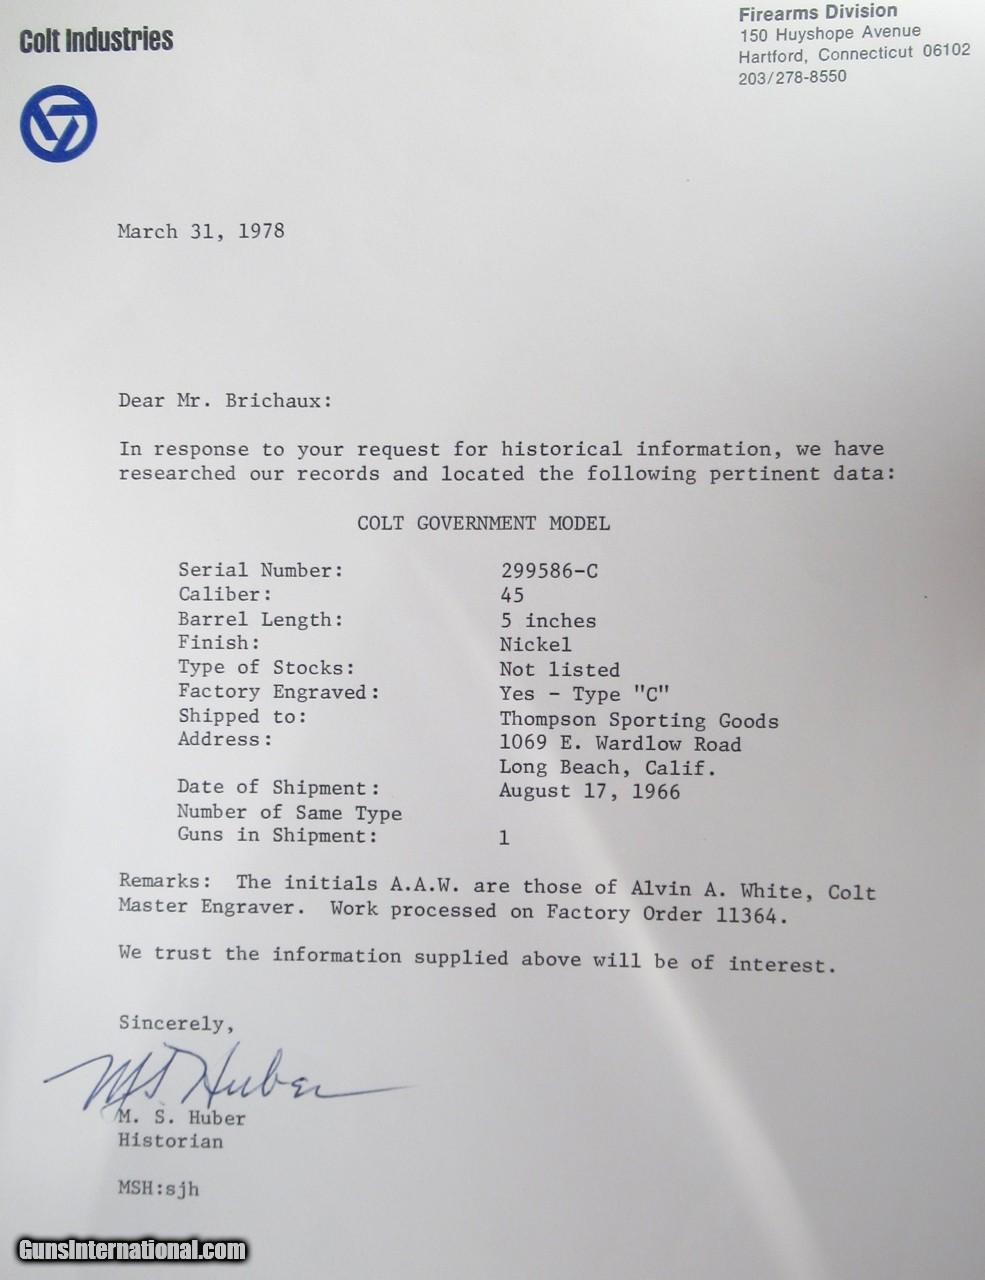 Colt Industries
Firearms Division
150 Huyshope Avenue
Hartford, Connecticut 06102
203/278-8550
March 31, 1978
Dear Mr. Brichaux:
In response to your request for historical information, we have
researched our records and located the following pertinent data:
COLT GOVERNMENT MODEL
Serial Number: 299586-C
Caliber: 45
Barrel Length: 5 inches
Finish: Nickel
Type of Stocks: Not listed
Factory Engraved: Yes - Type "C"
Shipped to: Thompson Sporting Goods
Address: 1069 E. Wardlow Road
Long Beach, Calif.
Date of Shipment: August 17, 1966
Number of Same Type
Guns in Shipment: 1
Remarks: The initials A.A.W. are those of Alvin A. White, Colt
Master Engraver. Work processed on Factory Order 11364.
We trust the information supplied above will be of interest.
Sincerely,
M S Huber
M. S. Huber
Historian
MSH:sjh
GunsInternational.com